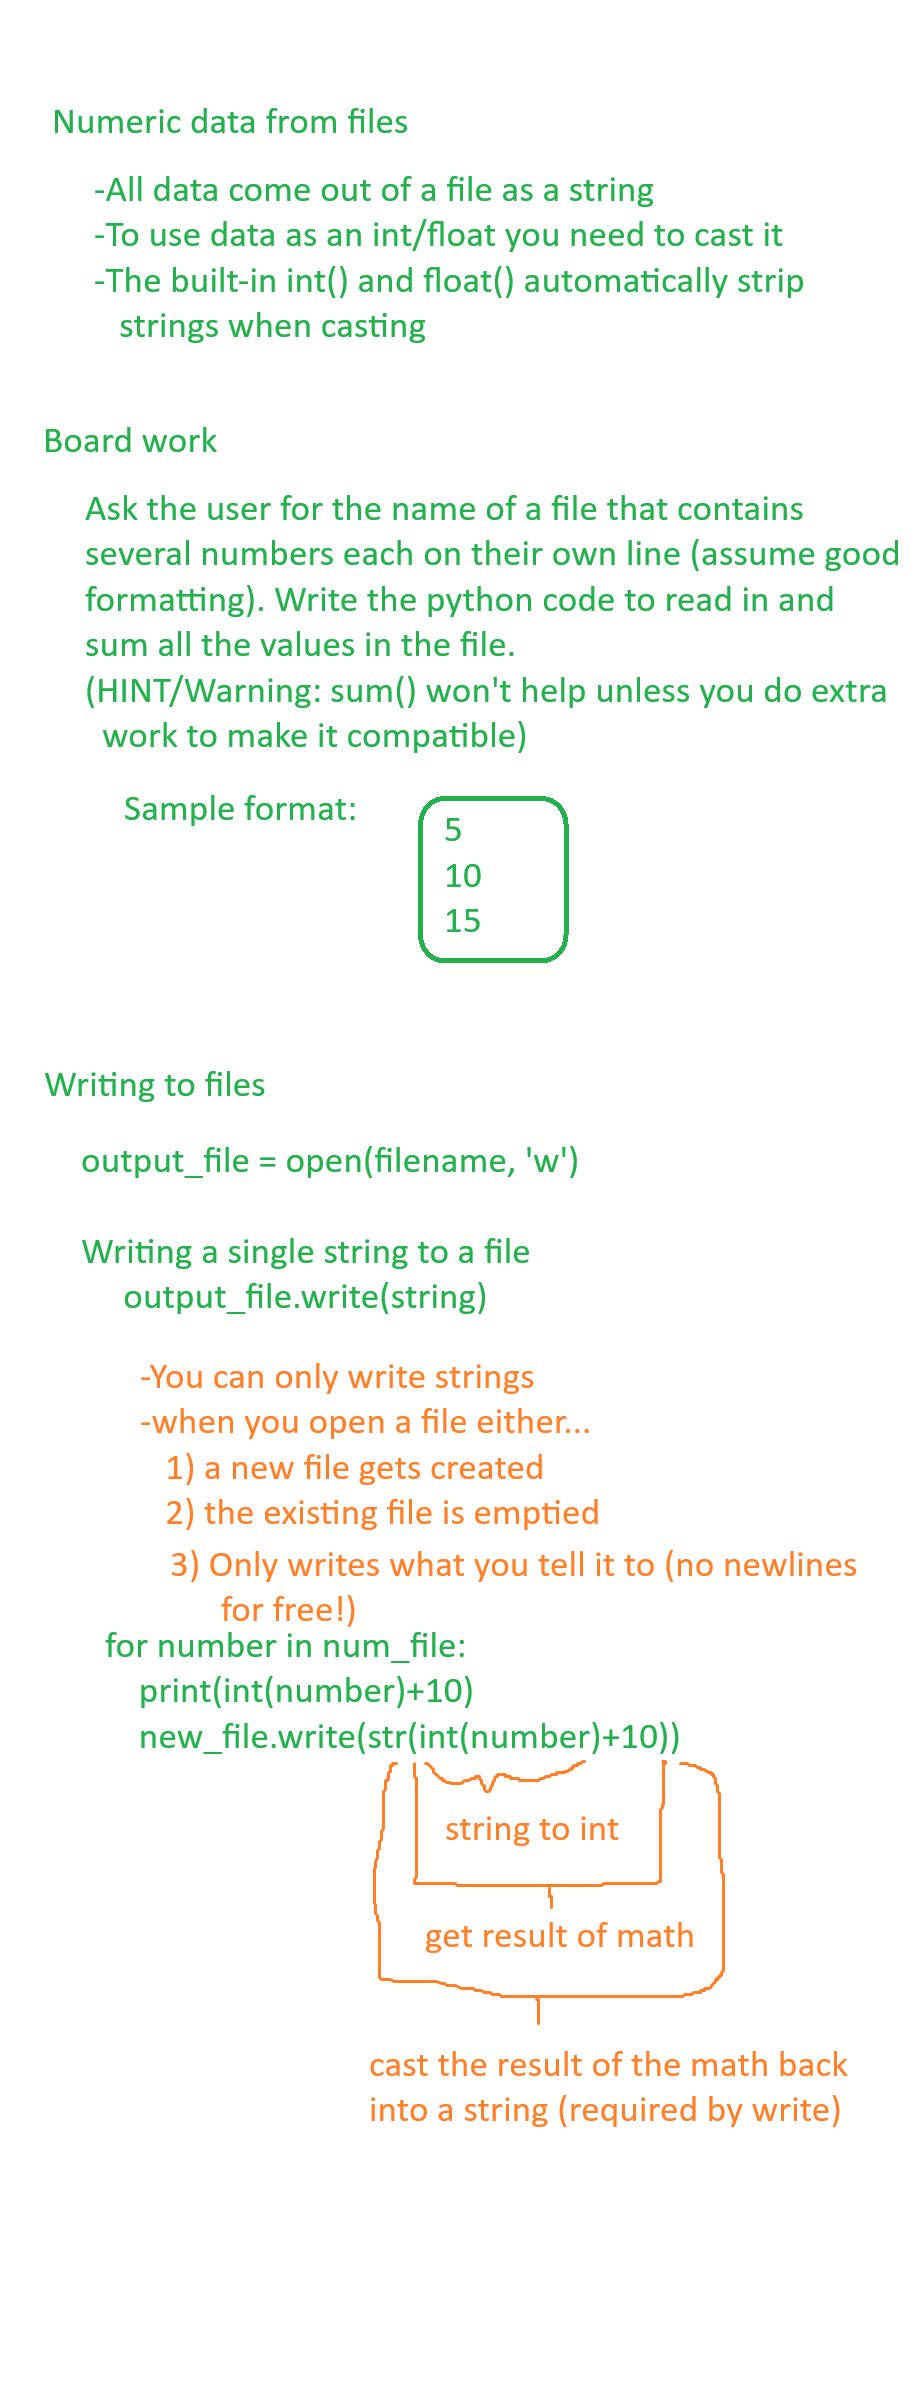 Numeric data from files
-All data come out of a file as a string
-To use data as an int/float you need to cast it
-The built-in int() and float() automatically strip
strings when casting
Board work
Ask the user for the name of a file that contains
several numbers each on their own line (assume good
formatting). Write the python code to read in and
sum all the values in the file.
(HINT/Warning: sum() won't help unless you do extra
work to make it compatible)
Sample format:
5
10
15
Writing to files
output_file = open(filename, 'w')
Writing a single string to a file
output_file.write(string)
-You can only write strings
-when you open a file either...
1) a new file gets created
2) the existing file is emptied
3) Only writes what you tell it to (no newlines
for free!)
for number in num_file:
print(int(number)+10)
new_file.write(str(int(number)+10))
string to int
get result of math
cast the result of the math back
into a string (required by write)